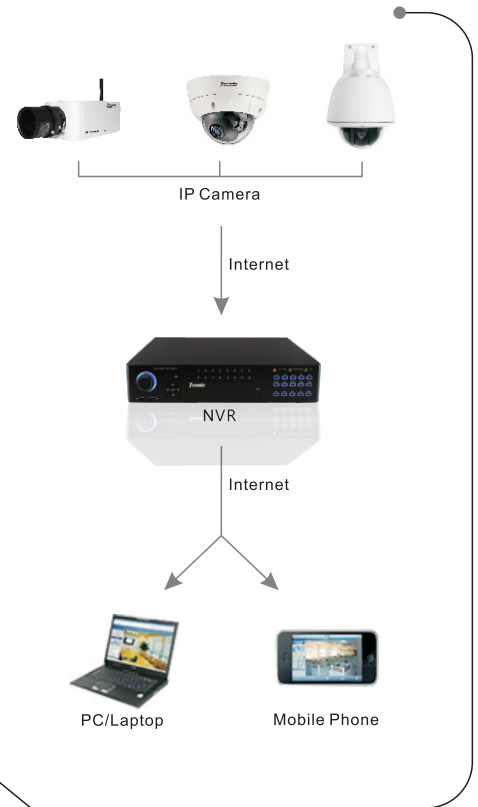 IP Camera
Internet
NVR
Internet
PC/Laptop
Mobile Phone